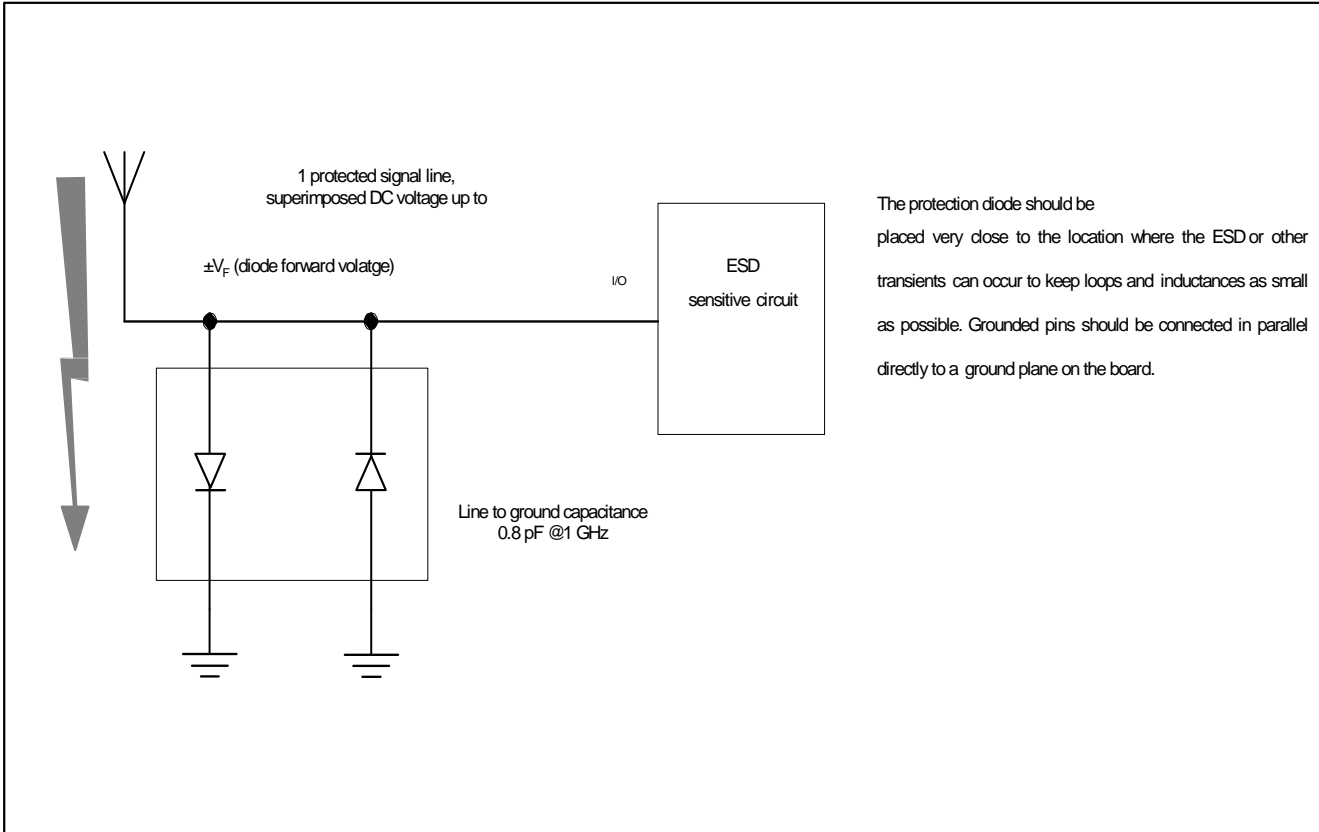 1 protected signal line,
superimposed DC voltage up to
±VF (diode forward volatge)
I/O
ESD
sensitive circuit
The protection diode should be
placed very close to the location where the ESD or other
transients can occur to keep loops and inductances as small
as possible. Grounded pins should be connected in parallel
directly to a ground plane on the board.
Line to ground capacitance
0.8 pF @1 GHz